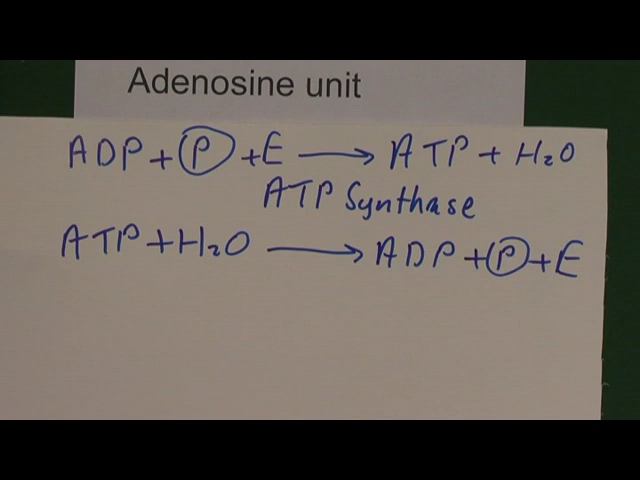 Adenosine unit
ADP + P + E → ATP + H₂O
ATP Synthase
ATP + H₂O → ADP + P + E